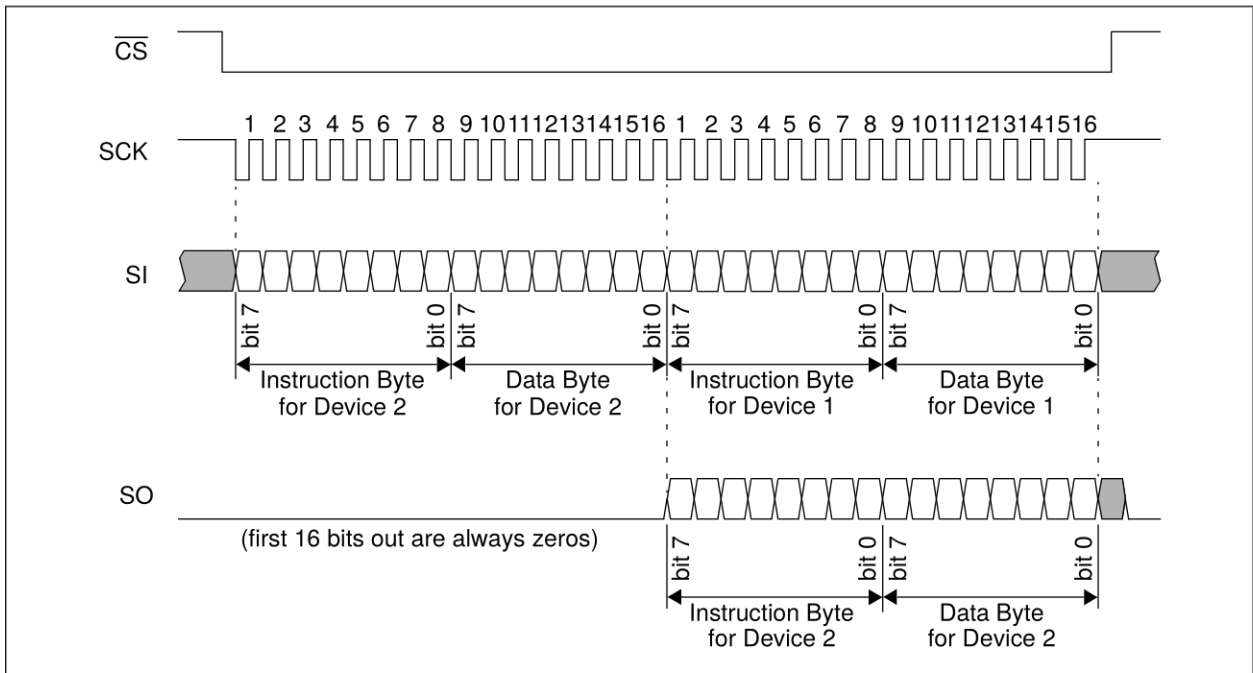 CS
1 2 3 4 5 6 7 8 9 10 11 12 13 14 15 16 1 2 3 4 5 6 7 8 9 10 11 12 13 14 15 16
SCK
SI
bit 7 bit 0 bit 7 bit 0 bit 7 bit 0 bit 7 bit 0
Instruction Byte Data Byte Instruction Byte Data Byte
for Device 2 for Device 2 for Device 1 for Device 1
SO
(first 16 bits out are always zeros)
bit 7 bit 0 bit 7 bit 0
Instruction Byte Data Byte
for Device 2 for Device 2